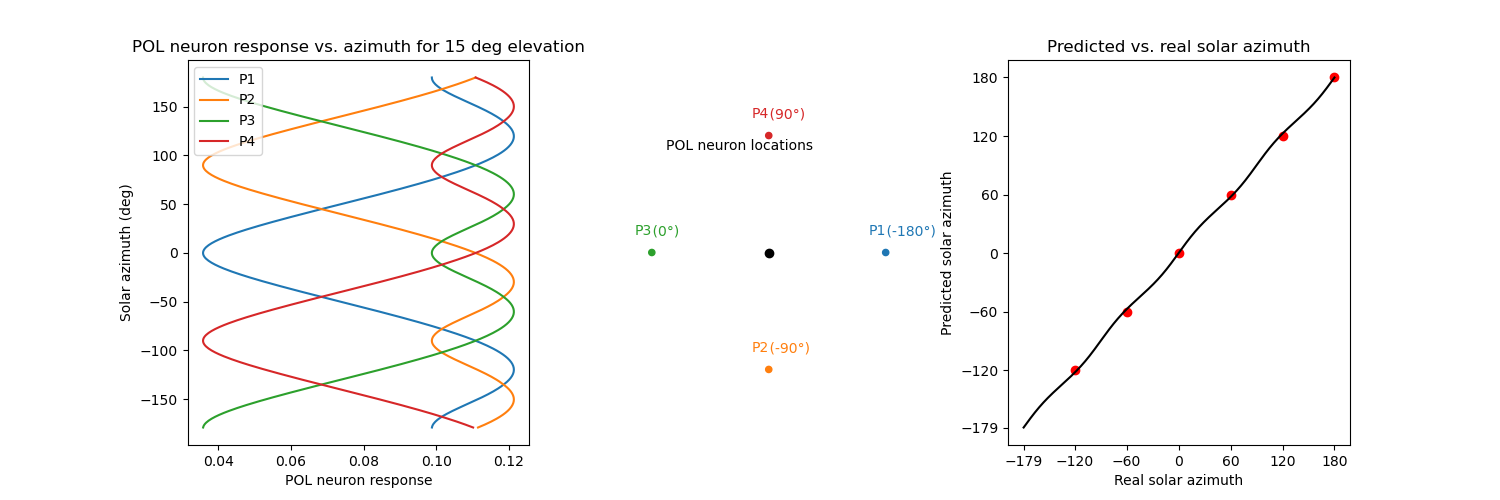 POL neuron response vs. azimuth for 15 deg elevation
P1
P2
P3
P4
150
100
50
0
−50
−100
−150
Solar azimuth (deg)
0.04 0.06 0.08 0.10 0.12
POL neuron response
P4(90°)
POL neuron locations
P3(0°)
P1(-180°)
P2(-90°)
Predicted vs. real solar azimuth
180
120
60
0
−60
−120
−179
Predicted solar azimuth
−179 −120 −60 0 60 120 180
Real solar azimuth